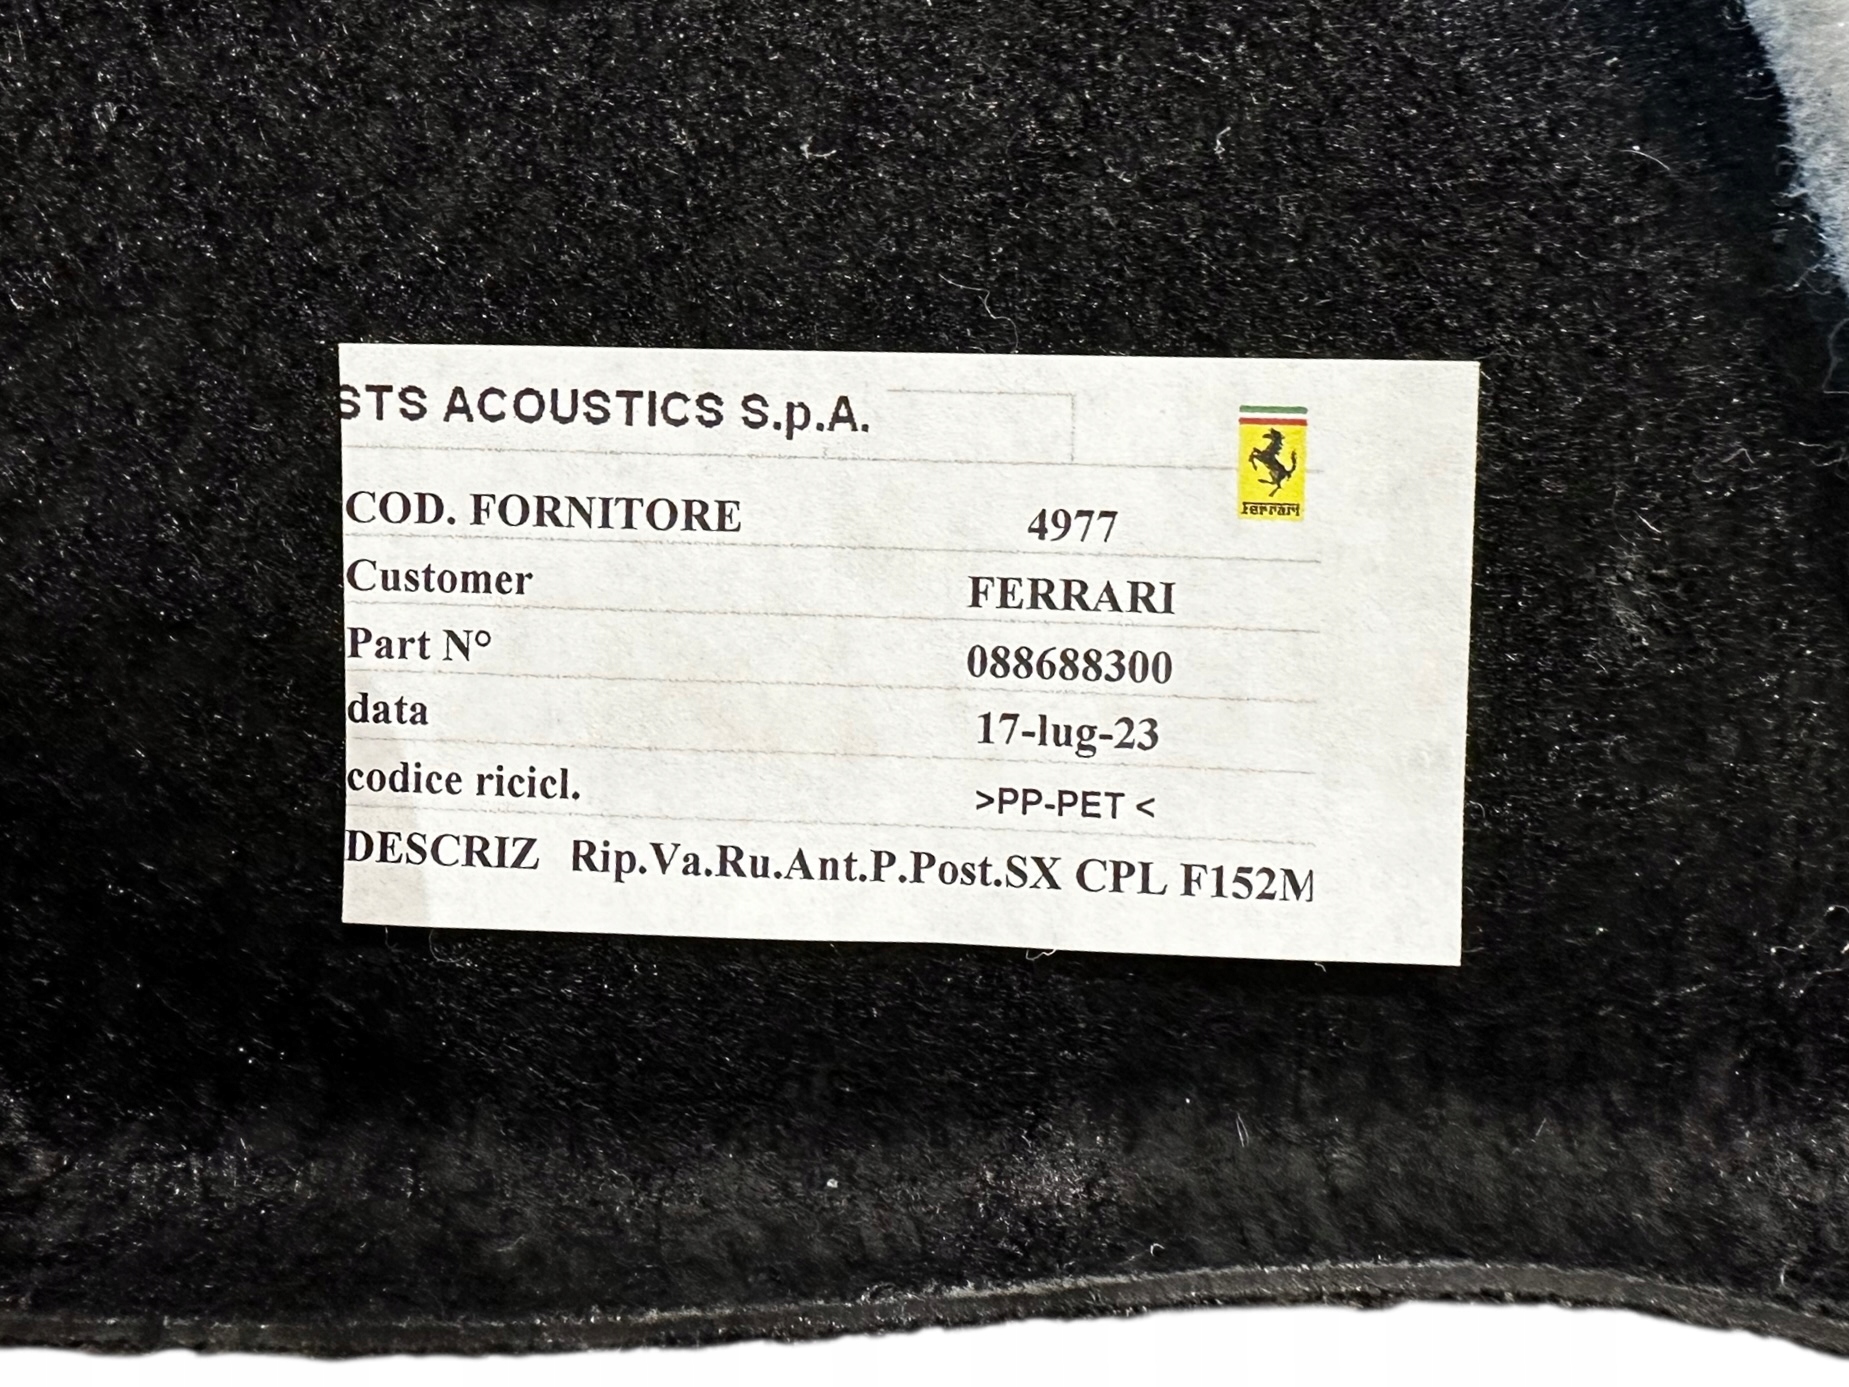 STS ACOUSTICS S.p.A.
Ferrari
COD. FORNITORE 4977
Customer FERRARI
Part N° 088688300
data 17-lug-23
codice ricicl. >PP-PET <
DESCRIZ Rip.Va.Ru.Ant.P.Post.SX CPL F152M